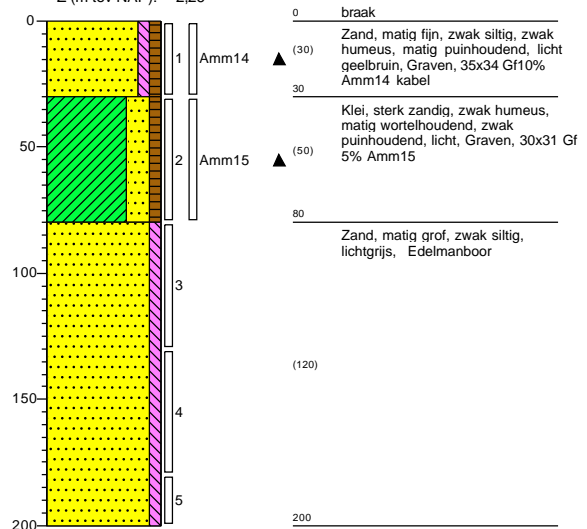 0 braak
0
Zand, matig fijn, zwak siltig, zwak
humeus, matig puinhoudend, licht
geelbruin, Graven, 35x34 Gf10%
Amm14 kabel
1 Amm14
(30)
30
Klei, sterk zandig, zwak humeus,
matig wortelhoudend, zwak
puinhoudend, licht, Graven, 30x31 Gf
5% Amm15
50
2 Amm15
(50)
80
Zand, matig grof, zwak siltig,
lichtgrijs, Edelmanboor
100
3
(120)
150
4
5
200
200